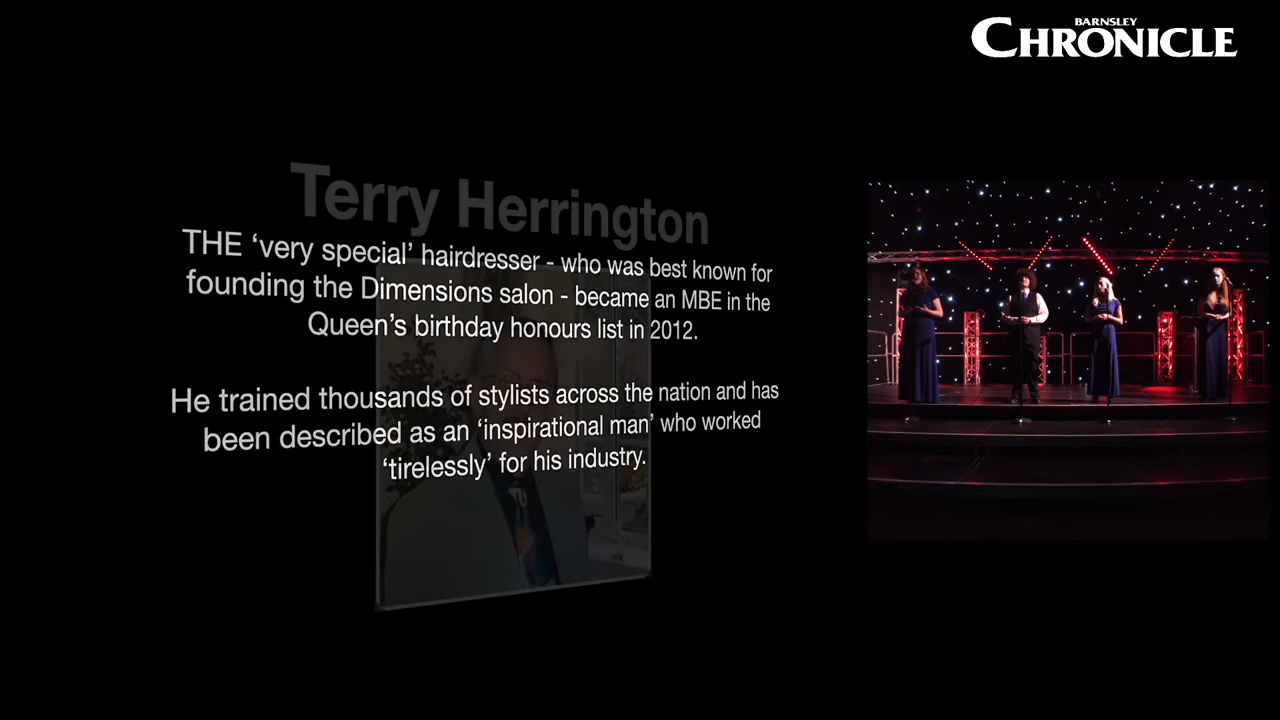 BARNSLEY
CHRONICLE
Terry Herrington
THE ‘very special’ hairdresser - who was best known for
founding the Dimensions salon - became an MBE in the
Queen’s birthday honours list in 2012.
He trained thousands of stylists across the nation and has
been described as an ‘inspirational man’ who worked
‘tirelessly’ for his industry.